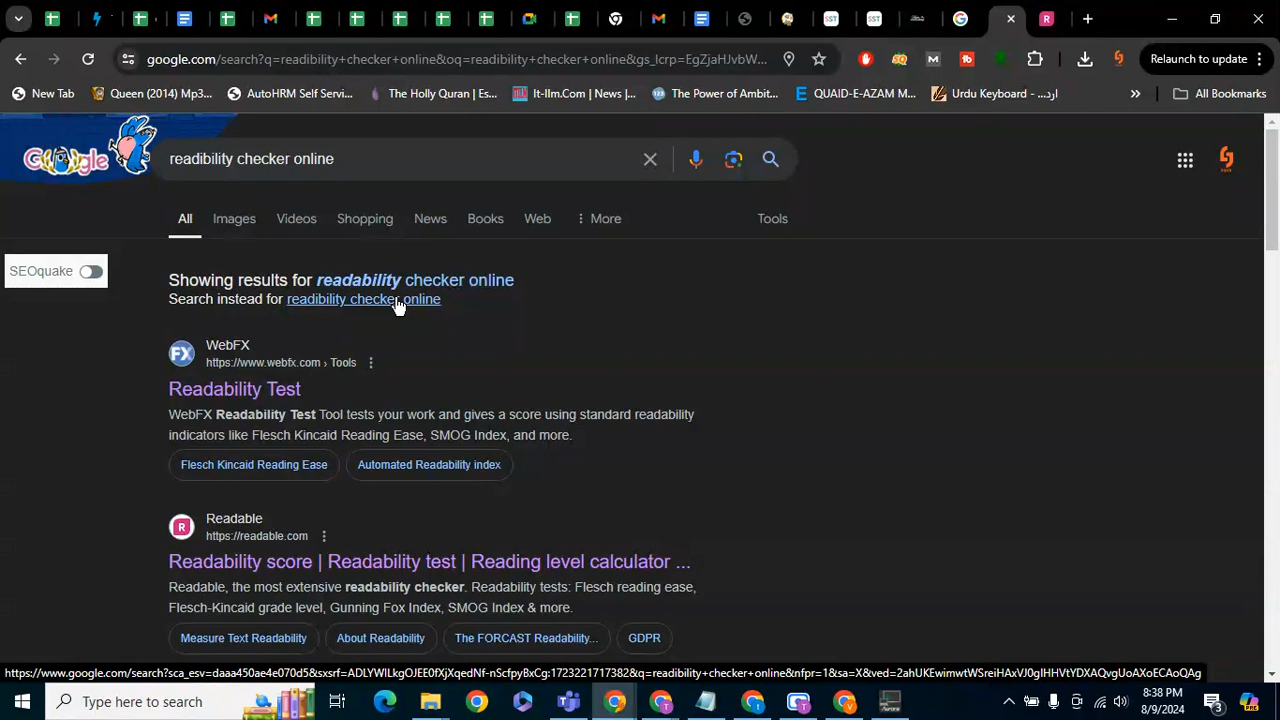 google.com/search?q=readibility+checker+online&oq=readibility+checker+online&gs_lcrp=EgZjaHJvbW...
Relaunch to update
New Tab
Queen (2014) Mp3...
AutoHRM Self Servi...
The Holly Quran | Es...
It-Ilm.Com | News |...
The Power of Ambit...
QUAID-E-AZAM M...
Urdu Keyboard - اردو...
All Bookmarks
Google
readibility checker online
All
Images
Videos
Shopping
News
Books
Web
More
Tools
SEOquake
Showing results for readability checker online
Search instead for readibility checker online
WebFX
https://www.webfx.com › Tools
Readability Test
WebFX Readability Test Tool tests your work and gives a score using standard readability
indicators like Flesch Kincaid Reading Ease, SMOG Index, and more.
Flesch Kincaid Reading Ease
Automated Readability index
Readable
https://readable.com
Readability score | Readability test | Reading level calculator ...
Readable, the most extensive readability checker. Readability tests: Flesch reading ease,
Flesch-Kincaid grade level, Gunning Fox Index, SMOG Index & more.
Measure Text Readability
About Readability
The FORCAST Readability...
GDPR
Type here to search
8:38 PM
8/9/2024
3